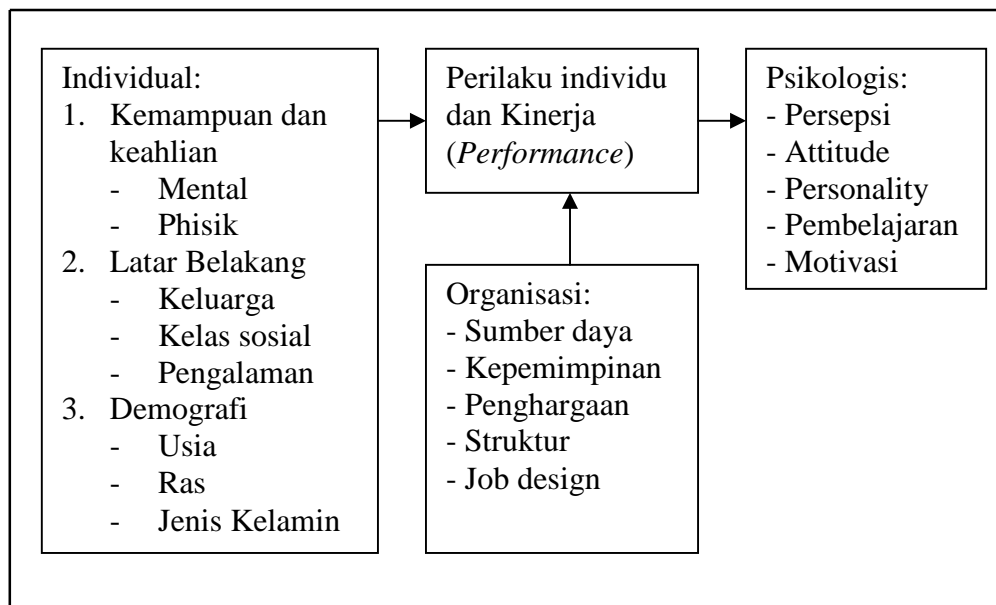 Individual:
1. Kemampuan dan
keahlian
- Mental
- Phisik
2. Latar Belakang
- Keluarga
- Kelas sosial
- Pengalaman
3. Demografi
- Usia
- Ras
- Jenis Kelamin
Perilaku individu
dan Kinerja
(Performance)
Organisasi:
- Sumber daya
- Kepemimpinan
- Penghargaan
- Struktur
- Job design
Psikologis:
- Persepsi
- Attitude
- Personality
- Pembelajaran
- Motivasi